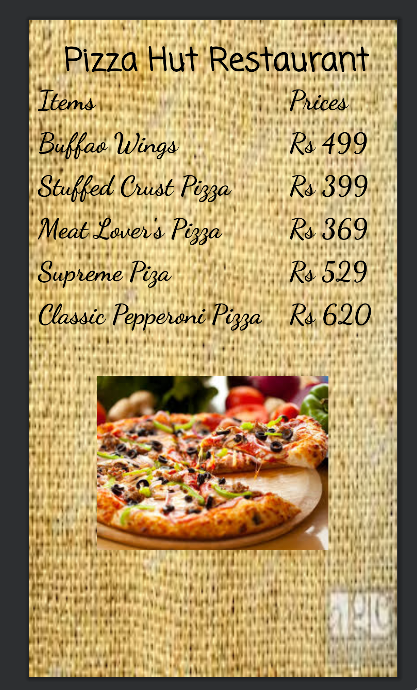 Pizza Hut Restaurant
Items Prices
Buffao Wings Rs 499
Stuffed Crust Pizza Rs 399
Meat Lover's Pizza Rs 369
Supreme Piza Rs 529
Classic Pepperoni Pizza Rs 620